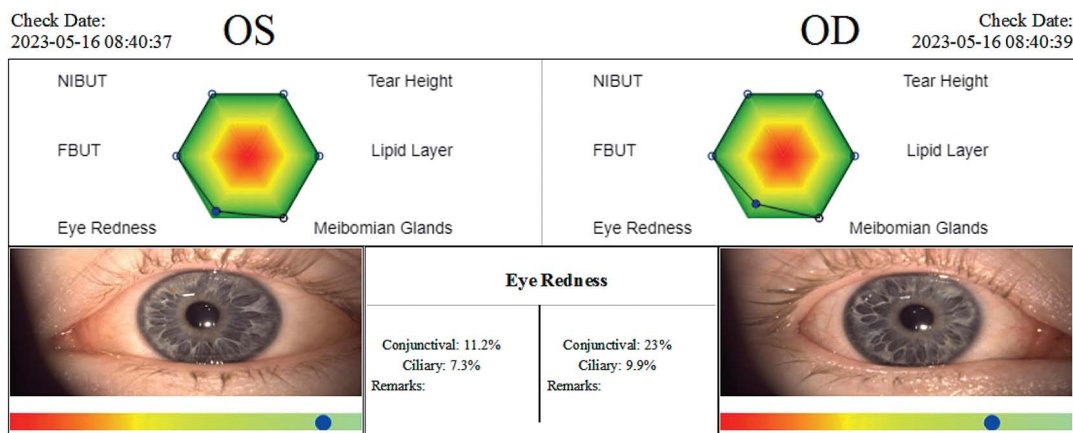 Check Date:
2023-05-16 08:40:37
OS
OD
Check Date:
2023-05-16 08:40:39
NIBUT
Tear Height
FBUT
Lipid Layer
Eye Redness
Meibomian Glands
NIBUT
Tear Height
FBUT
Lipid Layer
Eye Redness
Meibomian Glands
Eye Redness
Conjunctival: 11.2%
Ciliary: 7.3%
Remarks:
Conjunctival: 23%
Ciliary: 9.9%
Remarks: